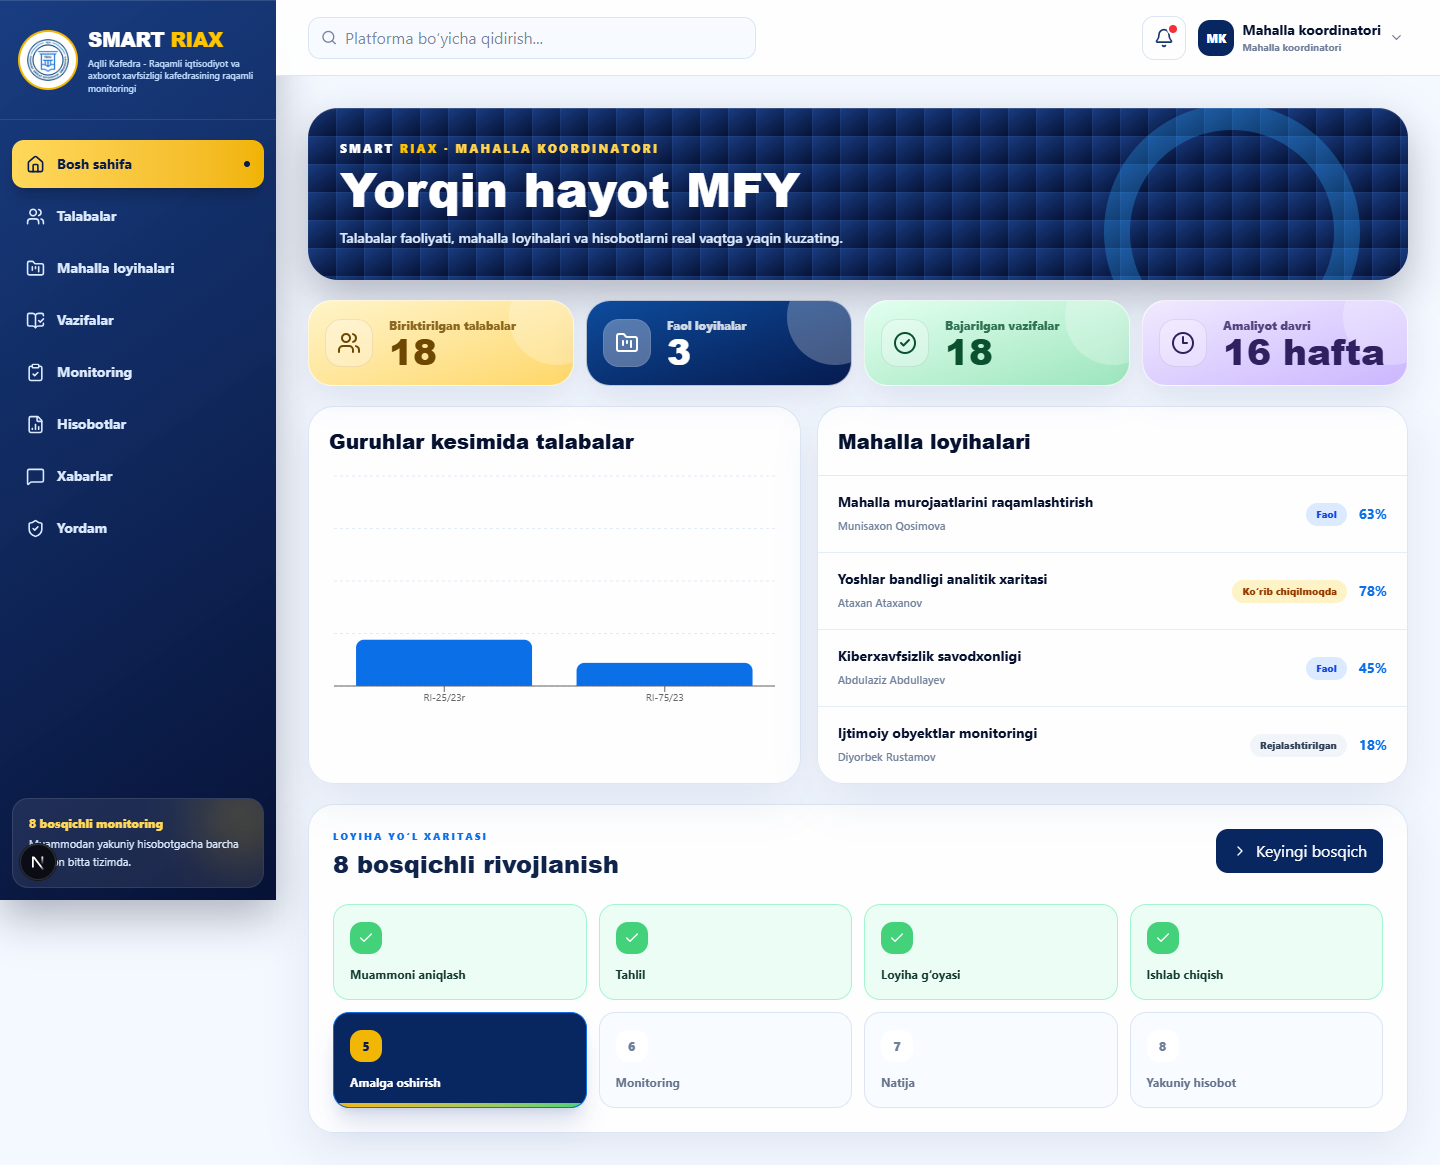 SMART RIAX
Aqlli Kafedra - Raqamli iqtisodiyot va
axborot xavfsizligi kafedrasining raqamli
monitoringi
Platforma bo‘yicha qidirish...
MK
Mahalla koordinatori
Mahalla koordinatori
Bosh sahifa
Talabalar
Mahalla loyihalari
Vazifalar
Monitoring
Hisobotlar
Xabarlar
Yordam
8 bosqichli monitoring
yakuniy hisobotgacha barcha
bitta tizimda.
N
SMART RIAX - MAHALLA KOORDINATORI
Yorqin hayot MFY
Talabalar faoliyati, mahalla loyihalari va hisobotlarni real vaqtga yaqin kuzating.
Biriktirilgan talabalar
18
Faol loyihalar
3
Bajarilgan vazifalar
18
Amaliyot davri
16 hafta
Guruhlar kesimida talabalar
RI-25/23r
RI-75/23
Mahalla loyihalari
Mahalla murojaatlarini raqamlashtirish
Munisaxon Qosimova
Faol
63%
Yoshlar bandligi analitik xaritasi
Ataxan Ataxanov
Ko‘rib chiqilmoqda
78%
Kiberxavfsizlik savodxonligi
Abdulaziz Abdullayev
Faol
45%
Ijtimoiy obyektlar monitoringi
Diyorbek Rustamov
Rejalashtirilgan
18%
LOYIHA YO‘L XARITASI
8 bosqichli rivojlanish
Keyingi bosqich
Muammoni aniqlash
Tahlil
Loyiha g‘oyasi
Ishlab chiqish
5
Amalga oshirish
6
Monitoring
7
Natija
8
Yakuniy hisobot